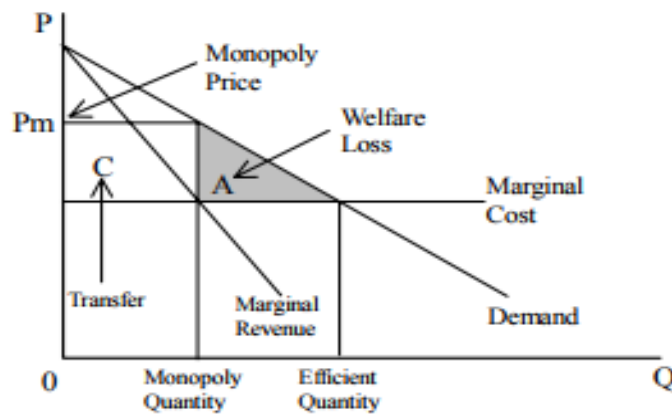 P
Monopoly
Price
Pm
Welfare
Loss
C
A
Marginal
Cost
Transfer
Marginal
Revenue
Demand
0
Monopoly
Quantity
Efficient
Quantity
Q